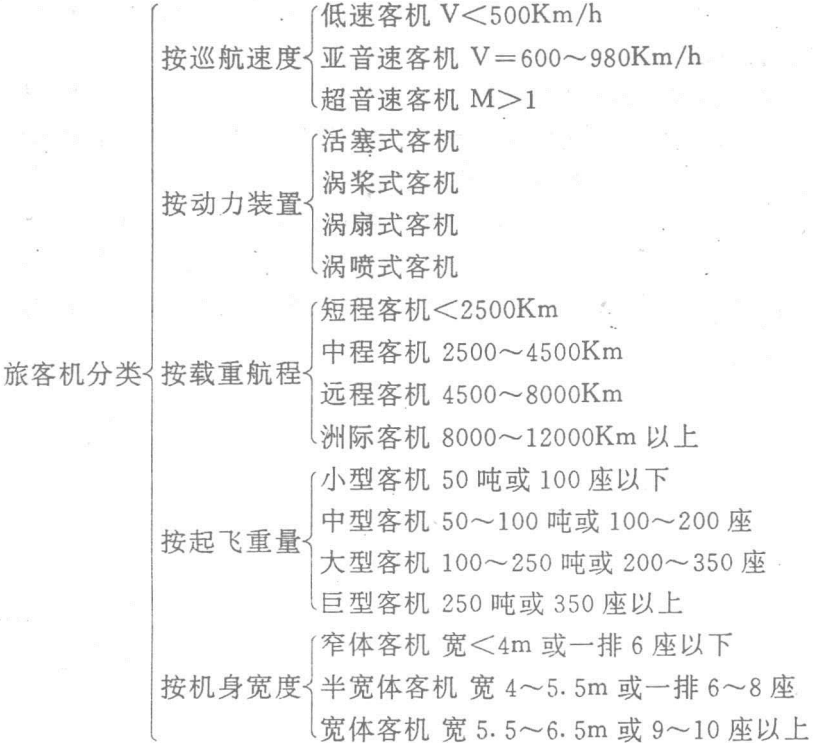 低速客机 V<500Km/h
按巡航速度 亚音速客机 V=600～980Km/h
超音速客机 M>1
活塞式客机
涡桨式客机
按动力装置
涡扇式客机
涡喷式客机
短程客机<2500Km
中程客机 2500～4500Km
旅客机分类 按载重航程
远程客机 4500～8000Km
洲际客机 8000～12000Km 以上
小型客机 50 吨或 100 座以下
中型客机 50～100 吨或 100～200 座
按起飞重量
大型客机 100～250 吨或 200～350 座
巨型客机 250 吨或 350 座以上
窄体客机 宽<4m 或一排 6 座以下
按机身宽度 半宽体客机 宽 4～5.5m 或一排 6～8 座
宽体客机 宽 5.5～6.5m 或 9～10 座以上